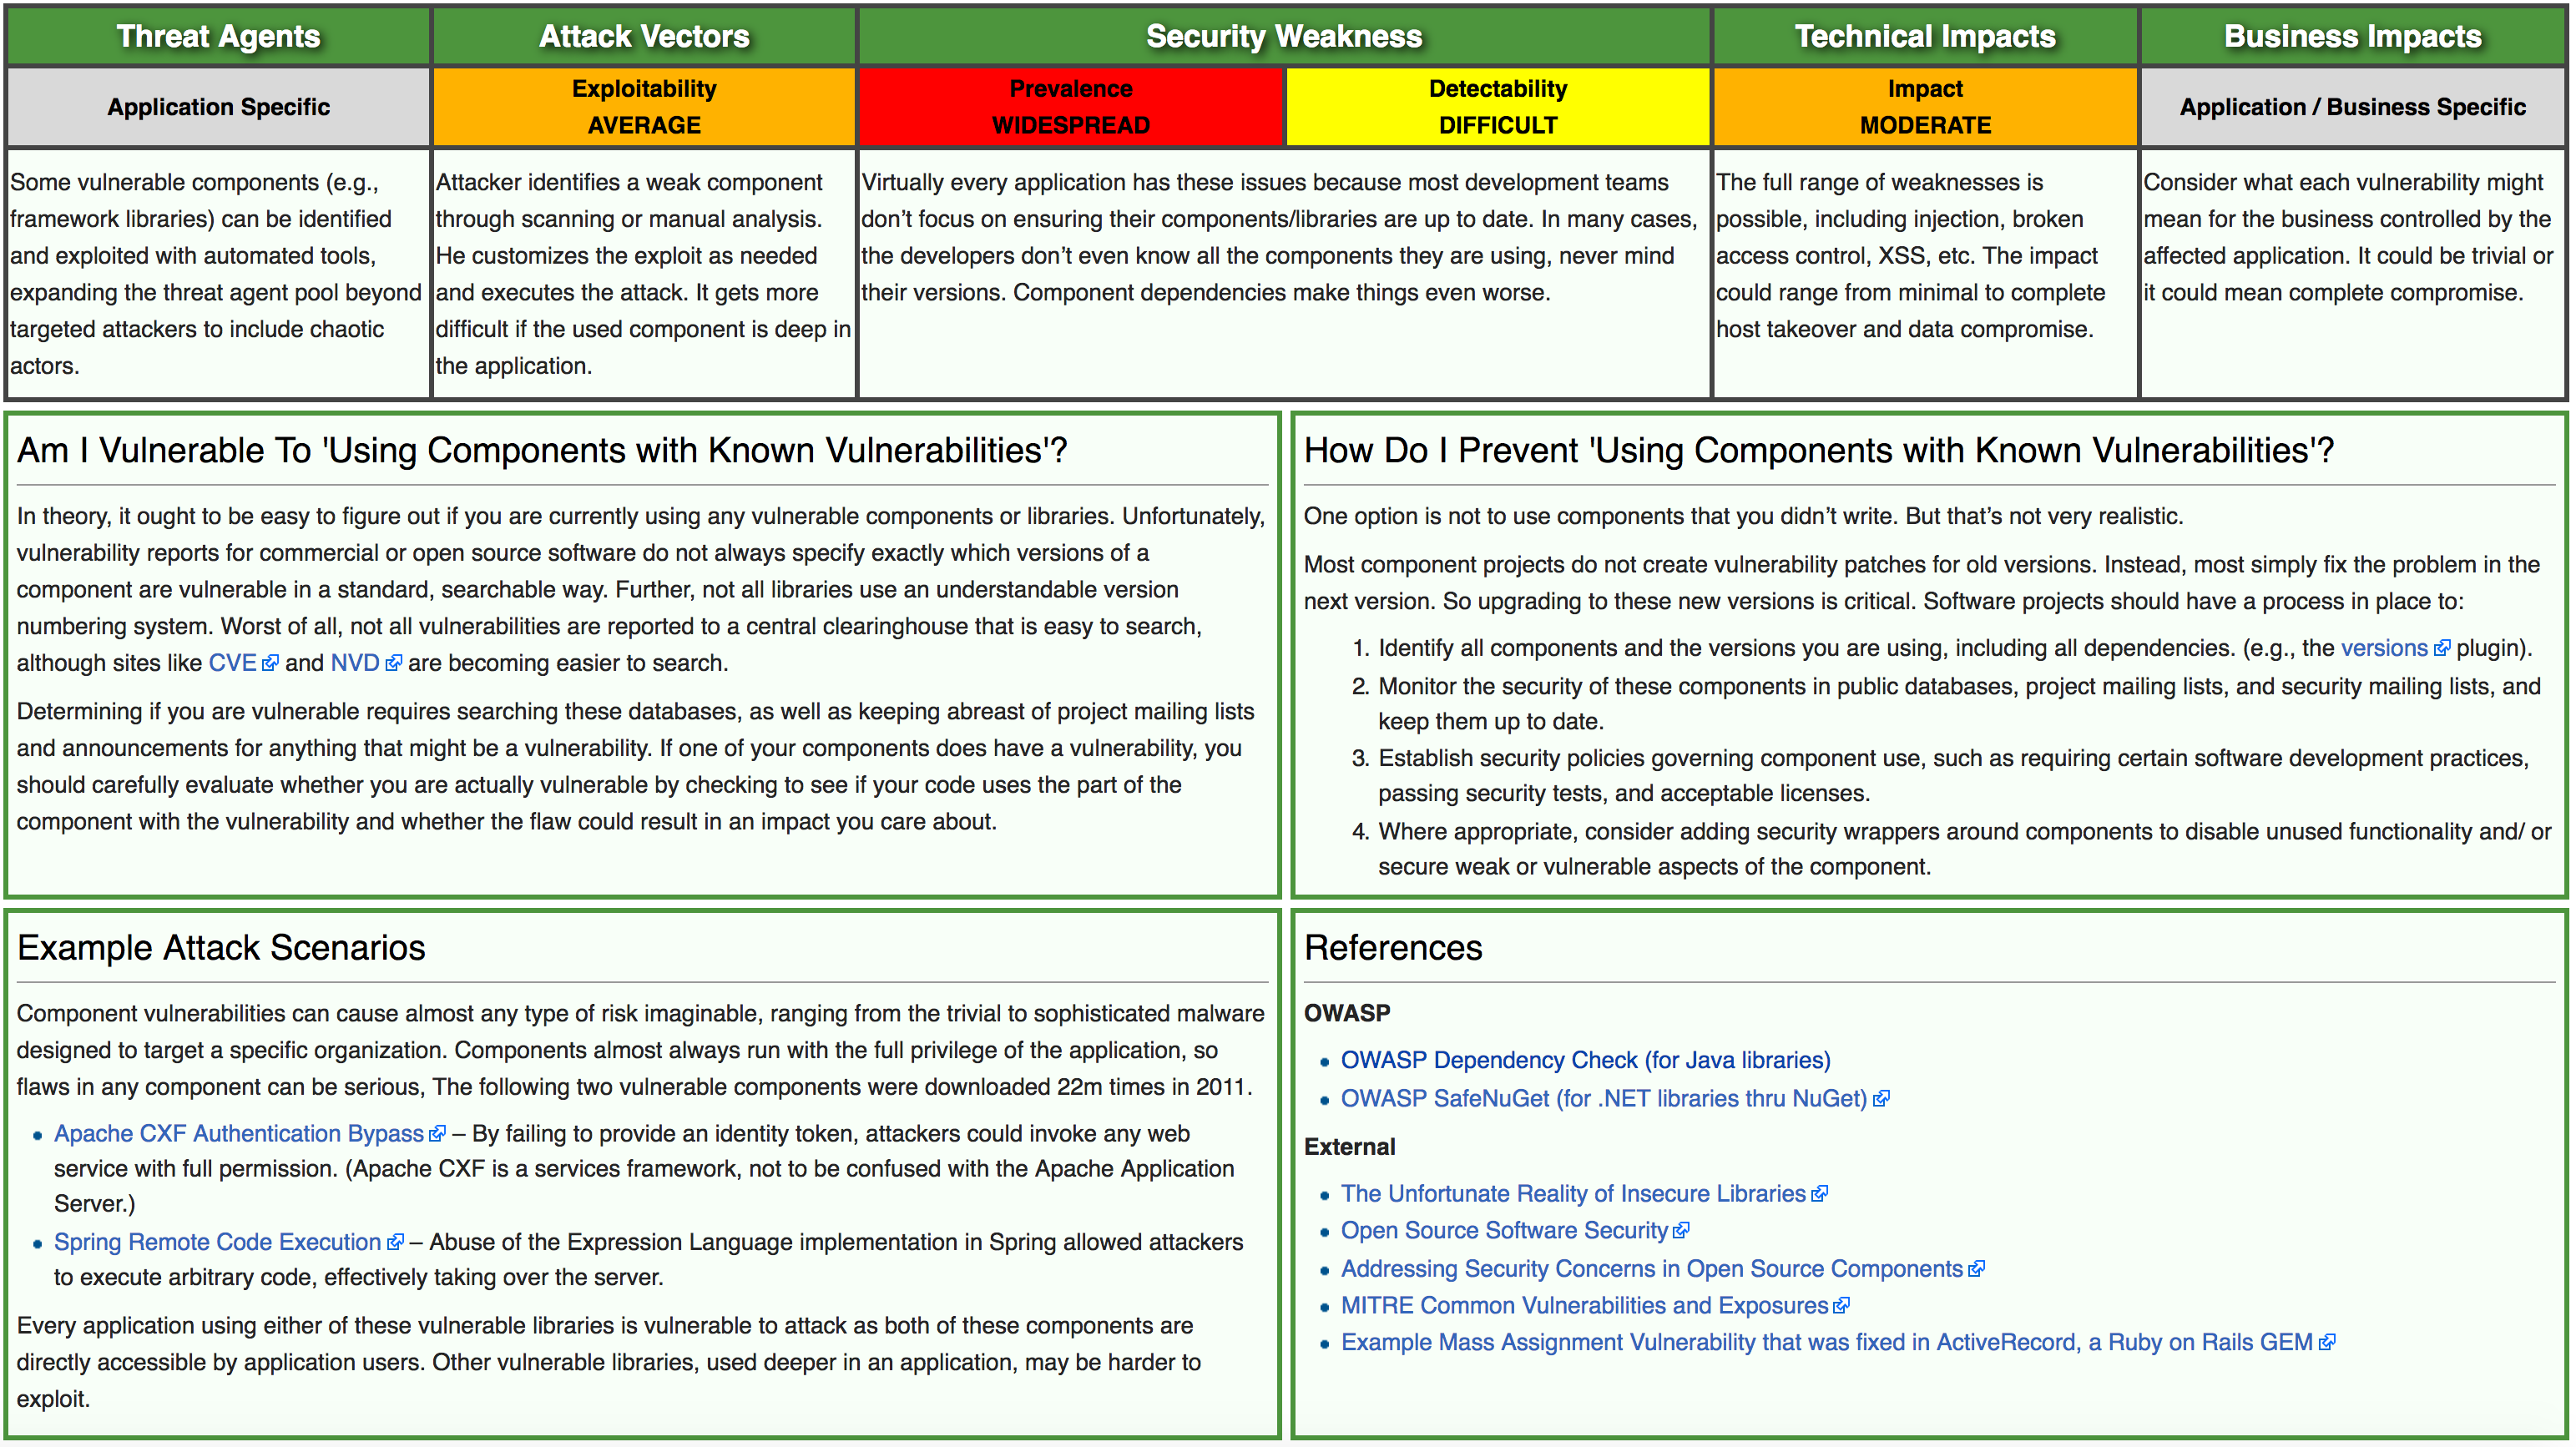 Threat Agents
Attack Vectors
Security Weakness
Technical Impacts
Business Impacts
Application Specific
Exploitability
AVERAGE
Prevalence
WIDESPREAD
Detectability
DIFFICULT
Impact
MODERATE
Application / Business Specific
Some vulnerable components (e.g.,
framework libraries) can be identified
and exploited with automated tools,
expanding the threat agent pool beyond
targeted attackers to include chaotic
actors.
Attacker identifies a weak component
through scanning or manual analysis.
He customizes the exploit as needed
and executes the attack. It gets more
difficult if the used component is deep in
the application.
Virtually every application has these issues because most development teams
don’t focus on ensuring their components/libraries are up to date. In many cases,
the developers don’t even know all the components they are using, never mind
their versions. Component dependencies make things even worse.
The full range of weaknesses is
possible, including injection, broken
access control, XSS, etc. The impact
could range from minimal to complete
host takeover and data compromise.
Consider what each vulnerability might
mean for the business controlled by the
affected application. It could be trivial or
it could mean complete compromise.
Am I Vulnerable To 'Using Components with Known Vulnerabilities'?
In theory, it ought to be easy to figure out if you are currently using any vulnerable components or libraries. Unfortunately,
vulnerability reports for commercial or open source software do not always specify exactly which versions of a
component are vulnerable in a standard, searchable way. Further, not all libraries use an understandable version
numbering system. Worst of all, not all vulnerabilities are reported to a central clearinghouse that is easy to search,
although sites like CVE and NVD are becoming easier to search.
Determining if you are vulnerable requires searching these databases, as well as keeping abreast of project mailing lists
and announcements for anything that might be a vulnerability. If one of your components does have a vulnerability, you
should carefully evaluate whether you are actually vulnerable by checking to see if your code uses the part of the
component with the vulnerability and whether the flaw could result in an impact you care about.
How Do I Prevent 'Using Components with Known Vulnerabilities'?
One option is not to use components that you didn’t write. But that’s not very realistic.
Most component projects do not create vulnerability patches for old versions. Instead, most simply fix the problem in the
next version. So upgrading to these new versions is critical. Software projects should have a process in place to:
1. Identify all components and the versions you are using, including all dependencies. (e.g., the versions plugin).
2. Monitor the security of these components in public databases, project mailing lists, and security mailing lists, and
keep them up to date.
3. Establish security policies governing component use, such as requiring certain software development practices,
passing security tests, and acceptable licenses.
4. Where appropriate, consider adding security wrappers around components to disable unused functionality and/ or
secure weak or vulnerable aspects of the component.
Example Attack Scenarios
Component vulnerabilities can cause almost any type of risk imaginable, ranging from the trivial to sophisticated malware
designed to target a specific organization. Components almost always run with the full privilege of the application, so
flaws in any component can be serious, The following two vulnerable components were downloaded 22m times in 2011.
• Apache CXF Authentication Bypass – By failing to provide an identity token, attackers could invoke any web
service with full permission. (Apache CXF is a services framework, not to be confused with the Apache Application
Server.)
• Spring Remote Code Execution – Abuse of the Expression Language implementation in Spring allowed attackers
to execute arbitrary code, effectively taking over the server.
Every application using either of these vulnerable libraries is vulnerable to attack as both of these components are
directly accessible by application users. Other vulnerable libraries, used deeper in an application, may be harder to
exploit.
References
OWASP
• OWASP Dependency Check (for Java libraries)
• OWASP SafeNuGet (for .NET libraries thru NuGet)
External
• The Unfortunate Reality of Insecure Libraries
• Open Source Software Security
• Addressing Security Concerns in Open Source Components
• MITRE Common Vulnerabilities and Exposures
• Example Mass Assignment Vulnerability that was fixed in ActiveRecord, a Ruby on Rails GEM